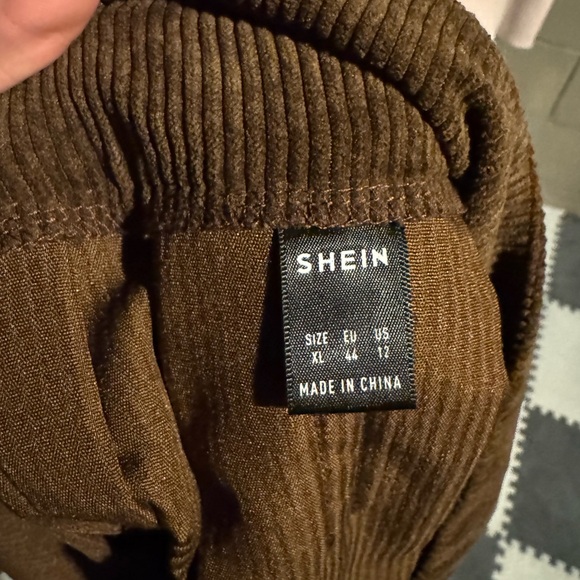 SHEIN
SIZE EU US
XL 44 12
MADE IN CHINA